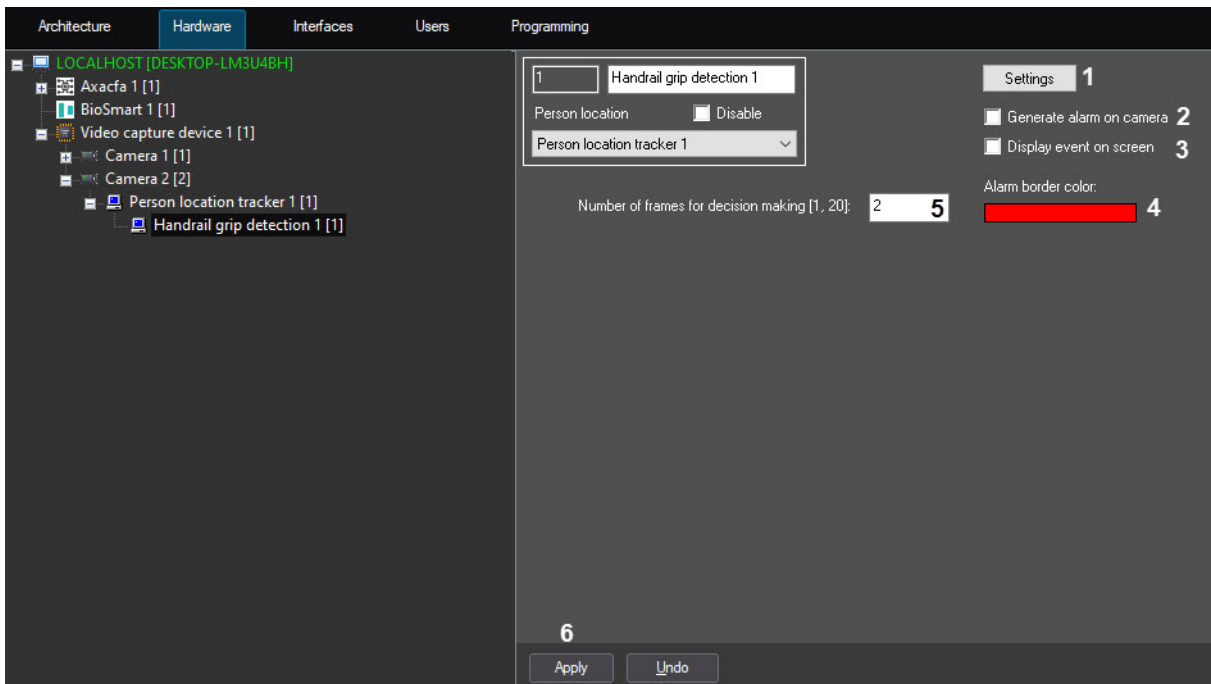 Architecture Hardware Interfaces Users Programming
LOCALHOST [DESKTOP-LM3U4BH]
Axacfa 1 [1]
BioSmart 1 [1]
Video capture device 1 [1]
Camera 1 [1]
Camera 2 [2]
Person location tracker 1 [1]
Handrail grip detection 1 [1]
1 Handrail grip detection 1
Person location Disable
Person location tracker 1
Number of frames for decision making [1, 20]: 2 5
Settings 1
Generate alarm on camera 2
Display event on screen 3
Alarm border color:
4
6
Apply Undo